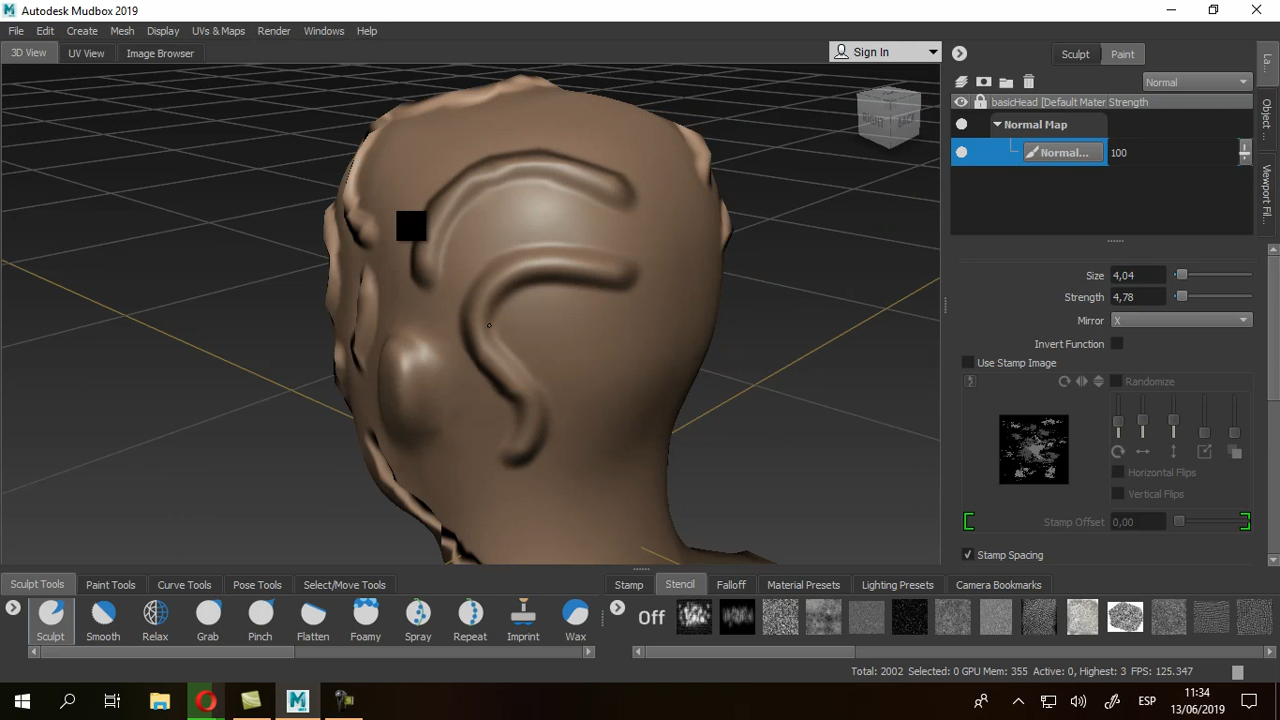 Autodesk Mudbox 2019
File Edit Create Mesh Display UVs & Maps Render Windows Help
3D View UV View Image Browser
Sign In
Sculpt Paint
La...
Normal
basicHead [Default Mater Strength
Normal Map
Normal... 100
Object ...
Viewport Fil...
Size 4,04
Strength 4,78
Mirror X
Invert Function
Use Stamp Image
Randomize
Horizontal Flips
Vertical Flips
Stamp Offset 0,00
Stamp Spacing
Sculpt Tools Paint Tools Curve Tools Pose Tools Select/Move Tools
Stamp Stencil Falloff Material Presets Lighting Presets Camera Bookmarks
Off
Sculpt Smooth Relax Grab Pinch Flatten Foamy Spray Repeat Imprint Wax
Total: 2002 Selected: 0 GPU Mem: 355 Active: 0, Highest: 3 FPS: 125.347
ESP
11:34
13/06/2019